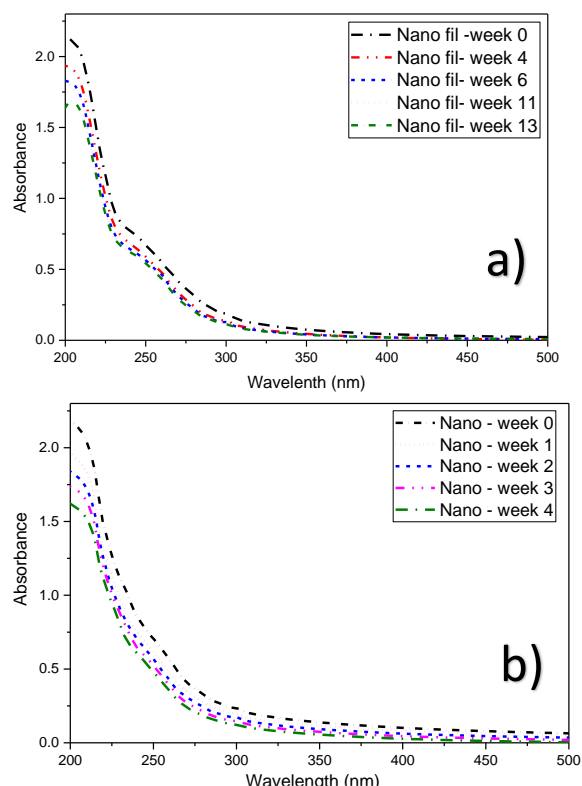 Nano fil -week 0
Nano fil- week 4
Nano fil- week 6
Nano fil- week 11
Nano fil- week 13
2.0
1.5
1.0
0.5
0.0
Absorbance
a)
200 250 300 350 400 450 500
Wavelenth (nm)
Nano - week 0
Nano - week 1
Nano - week 2
Nano - week 3
Nano - week 4
2.0
1.5
1.0
0.5
0.0
Absorbance
b)
200 250 300 350 400 450 500
Wavelength (nm)